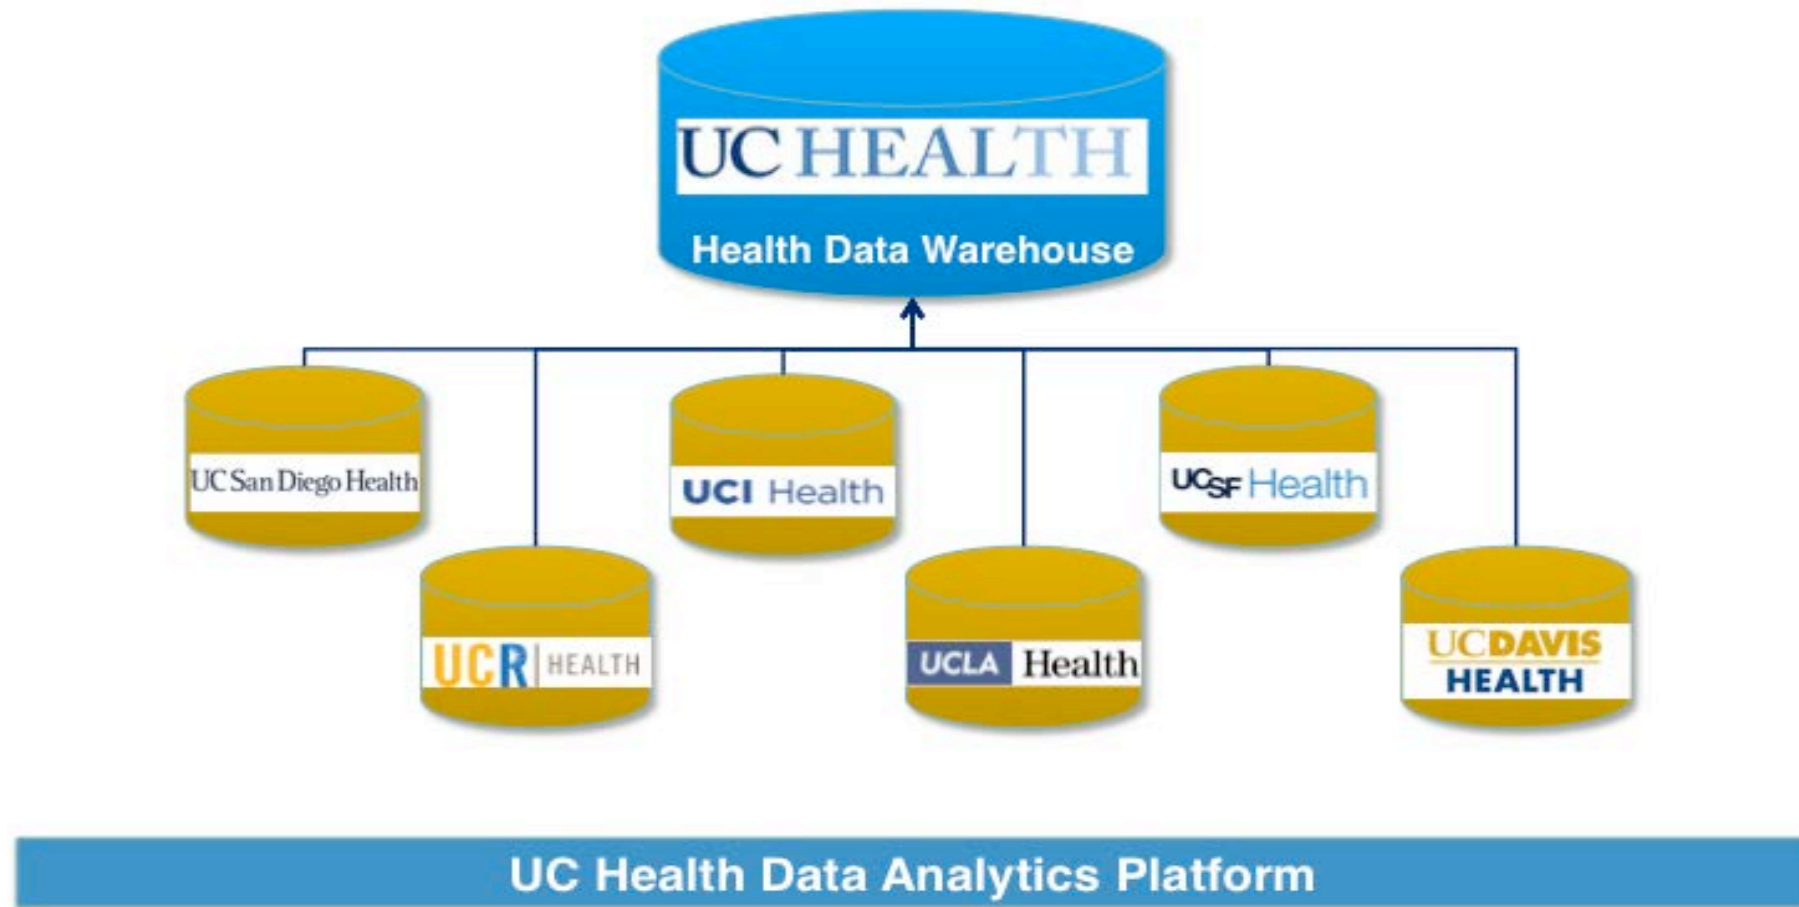 UC HEALTH
Health Data Warehouse
UC San Diego Health
UCI Health
UCSF Health
UCR HEALTH
UCLA Health
UCDAVIS
HEALTH
UC Health Data Analytics Platform